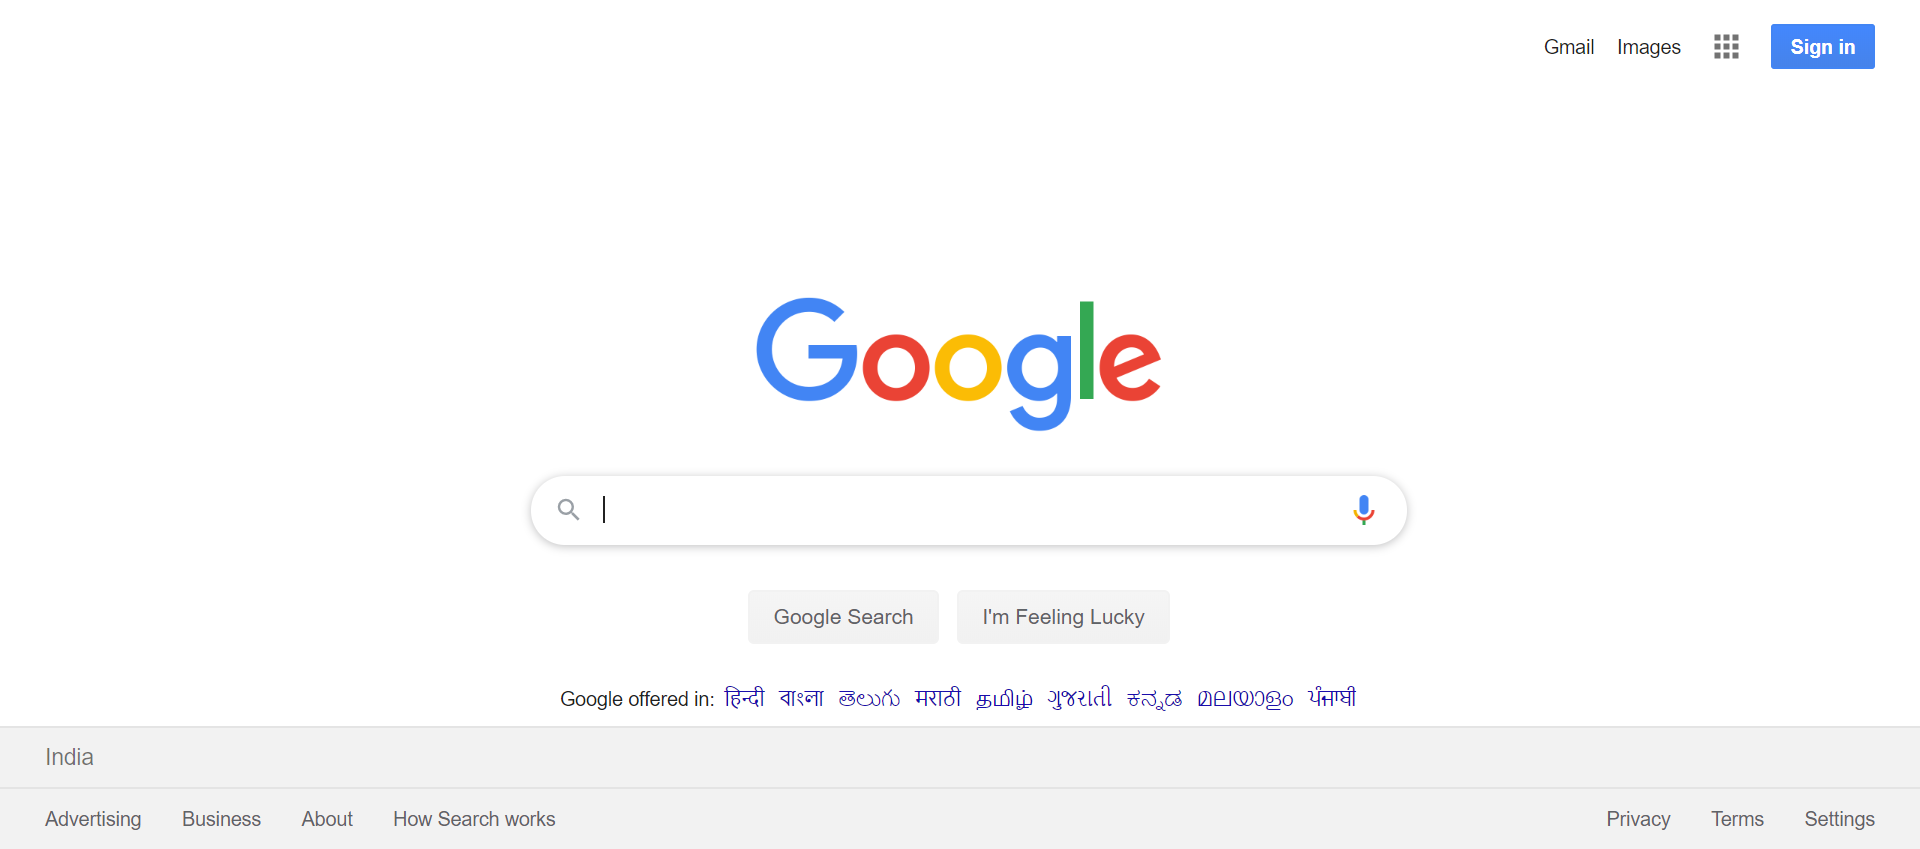 Gmail Images Sign in
Google
Google Search I'm Feeling Lucky
Google offered in: हिन्दी বাংলা తెలుగు मराठी தமிழ் ગુજરાતી ಕನ್ನಡ മലയാളം ਪੰਜਾਬੀ
India
Advertising Business About How Search works Privacy Terms Settings